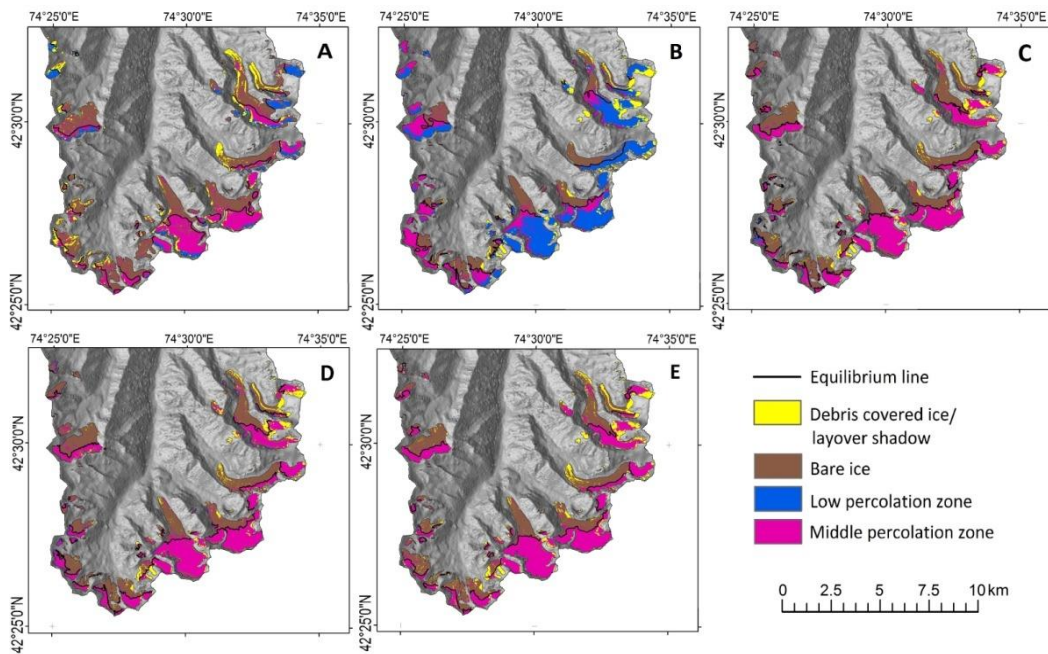 74°25'0"E 74°30'0"E 74°35'0"E
74°25'0"E 74°30'0"E 74°35'0"E
74°25'0"E 74°30'0"E 74°35'0"E
A
B
C
42°30'0"N
42°30'0"N
42°30'0"N
42°25'0"N
42°25'0"N
42°25'0"N
74°25'0"E 74°30'0"E 74°35'0"E
74°25'0"E 74°30'0"E 74°35'0"E
D
E
42°30'0"N
42°30'0"N
42°25'0"N
42°25'0"N
Equilibrium line
Debris covered ice/
layover shadow
Bare ice
Low percolation zone
Middle percolation zone
0 2.5 5 7.5 10 km